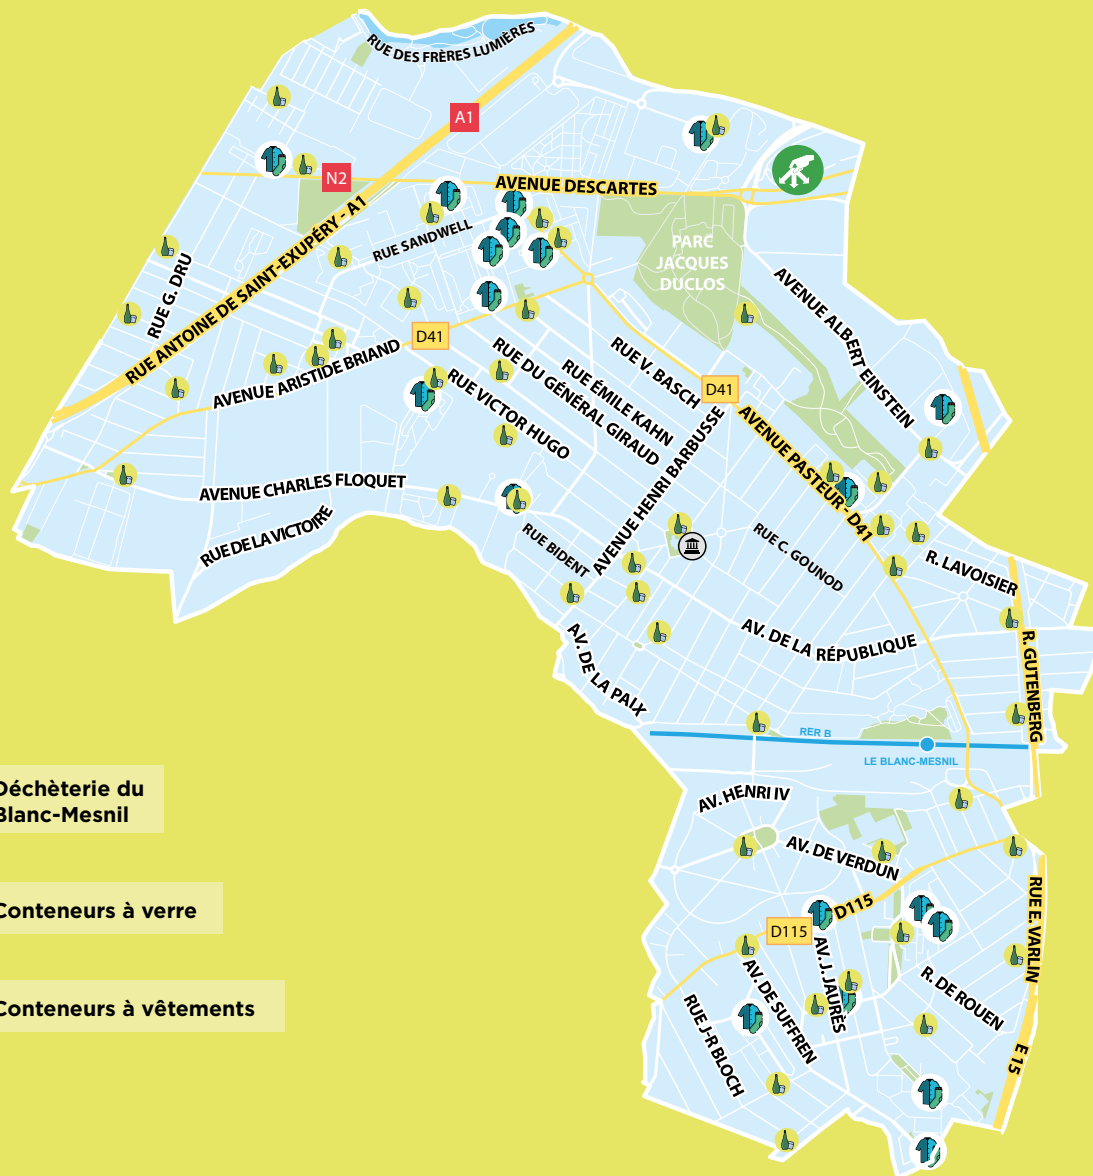 RUE DES FRÈRES LUMIÈRES
A1
N2
AVENUE DESCARTES
RUE SANDWELL
PARC
JACQUES
DUCLOS
RUE G. DRU
RUE ANTOINE DE SAINT-EXUPÉRY - A1
AVENUE ALBERT EINSTEIN
D41
AVENUE ARISTIDE BRIAND
RUE V. BASCH
RUE ÉMILE KAHN
RUE DU GÉNÉRAL GIRAUD
RUE VICTOR HUGO
D41
AVENUE HENRI BARBUSSE
AVENUE PASTEUR - D41
AVENUE CHARLES FLOQUET
RUE DE LA VICTOIRE
RUE BIDENT
RUE C. GOUNOD
R. LAVOISIER
AV. DE LA RÉPUBLIQUE
AV. DE LA PAIX
R. GUTENBERG
RER B
LE BLANC-MESNIL
Déchèterie du
Blanc-Mesnil
AV. HENRI IV
AV. DE VERDUN
Conteneurs à verre
D115
D115
RUE E. VARLIN
AV. J. JAURÈS
AV. DE SUFFREN
R. DE ROUEN
Conteneurs à vêtements
RUE J-R BLOCH
E 15